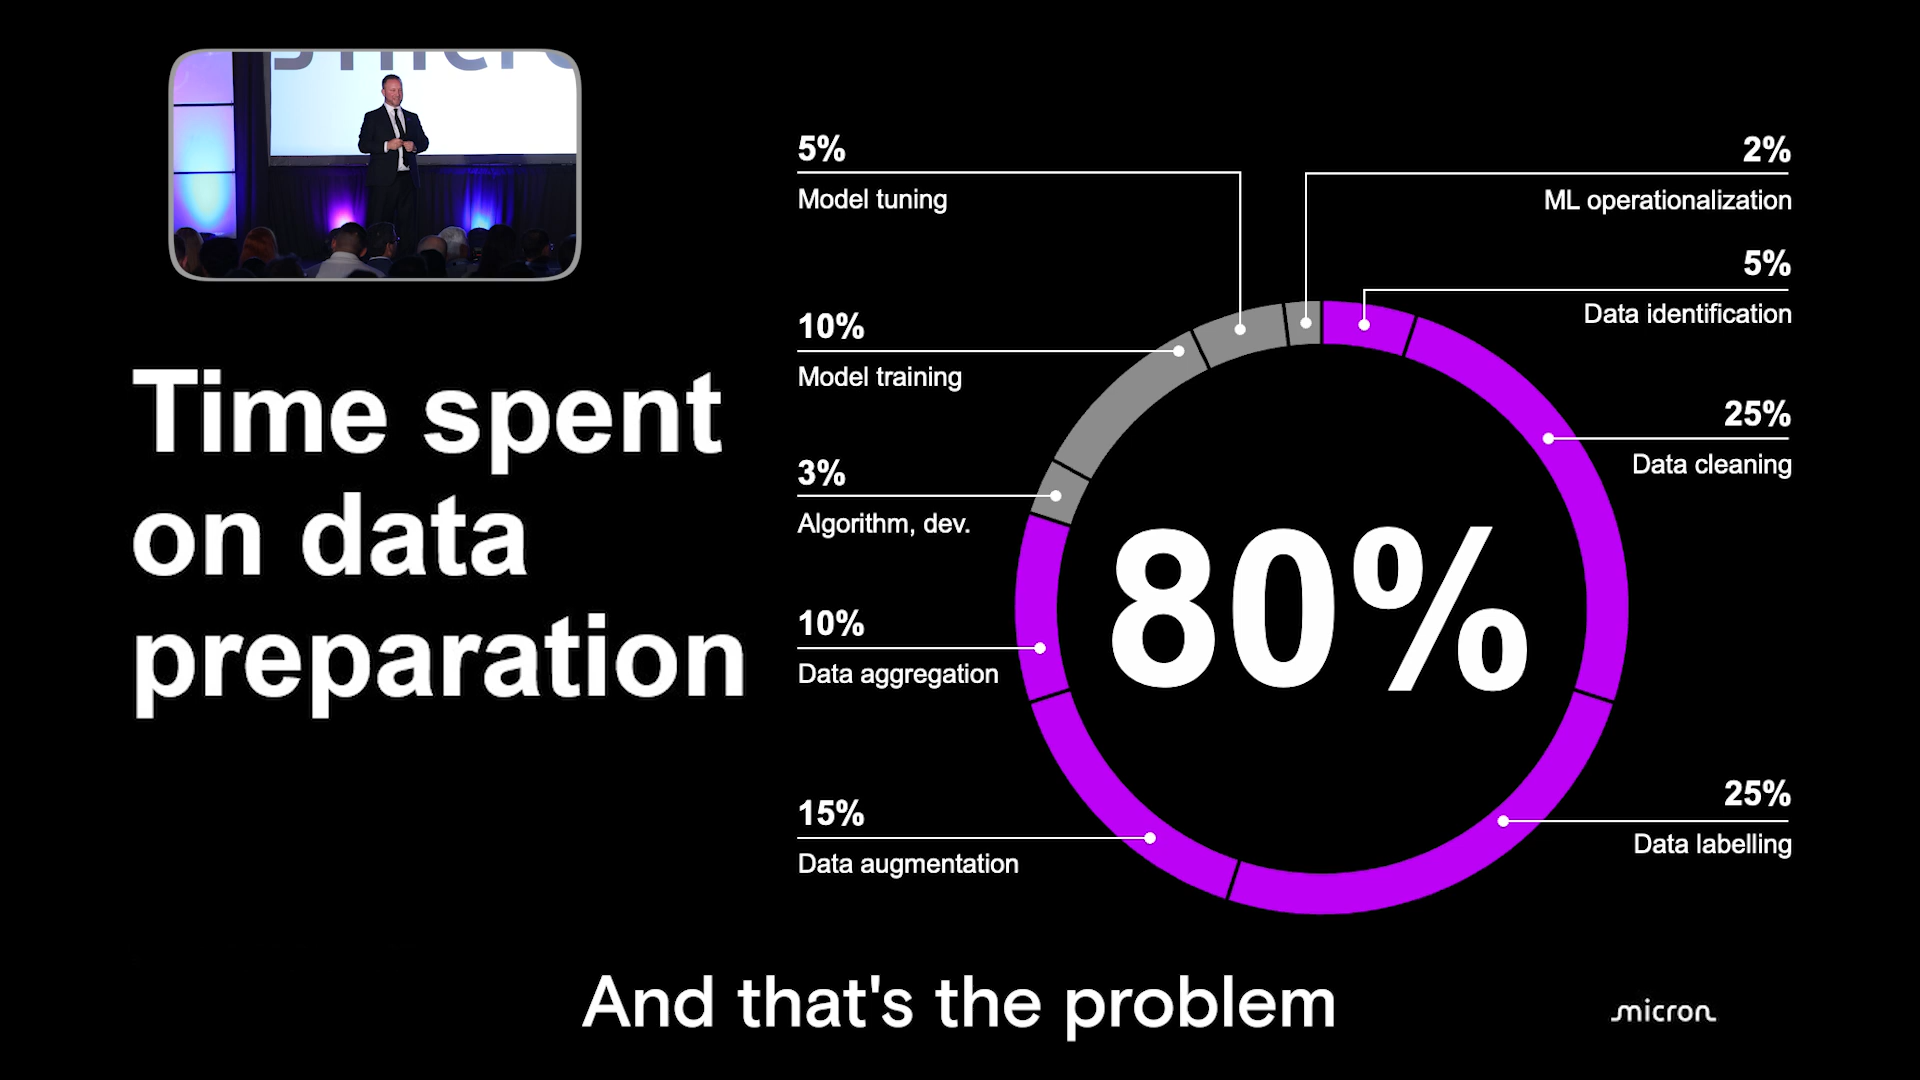 Time spent
on data
preparation
5%
Model tuning
10%
Model training
3%
Algorithm, dev.
10%
Data aggregation
15%
Data augmentation
2%
ML operationalization
5%
Data identification
25%
Data cleaning
25%
Data labelling
80%
And that's the problem
micron